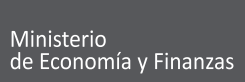 Ministerio
de Economía y Finanzas